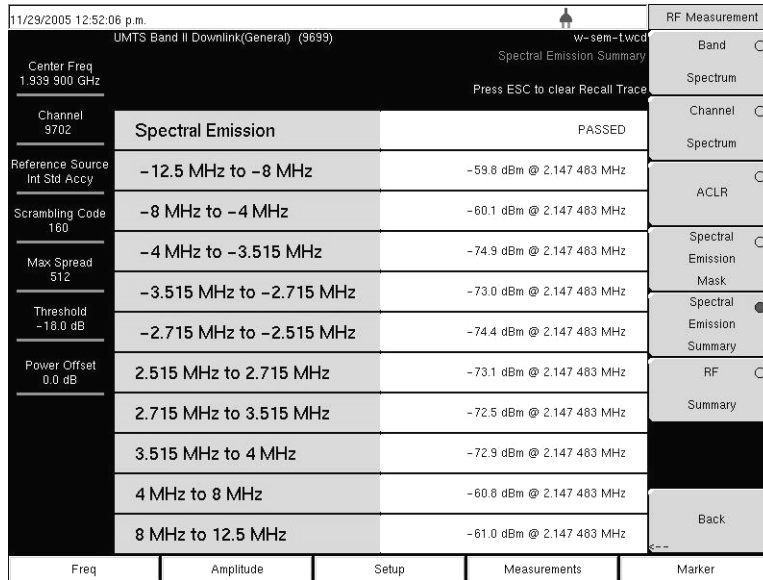 11/29/2005 12:52:06 p.m.
UMTS Band II Downlink(General) (9699)
w-sem-t.wcd
Spectral Emission Summary
Press ESC to clear Recall Trace
Center Freq
1.939 900 GHz
Channel
9702
Reference Source
Int Std Accy
Scrambling Code
160
Max Spread
512
Threshold
-18.0 dB
Power Offset
0.0 dB
Spectral Emission PASSED
-12.5 MHz to -8 MHz -59.8 dBm @ 2.147 483 MHz
-8 MHz to -4 MHz -60.1 dBm @ 2.147 483 MHz
-4 MHz to -3.515 MHz -74.9 dBm @ 2.147 483 MHz
-3.515 MHz to -2.715 MHz -73.0 dBm @ 2.147 483 MHz
-2.715 MHz to -2.515 MHz -74.4 dBm @ 2.147 483 MHz
2.515 MHz to 2.715 MHz -73.1 dBm @ 2.147 483 MHz
2.715 MHz to 3.515 MHz -72.5 dBm @ 2.147 483 MHz
3.515 MHz to 4 MHz -72.9 dBm @ 2.147 483 MHz
4 MHz to 8 MHz -60.8 dBm @ 2.147 483 MHz
8 MHz to 12.5 MHz -61.0 dBm @ 2.147 483 MHz
RF Measurement
Band
Spectrum
Channel
Spectrum
ACLR
Spectral
Emission
Mask
Spectral
Emission
Summary
RF
Summary
Back
<--
Freq Amplitude Setup Measurements Marker